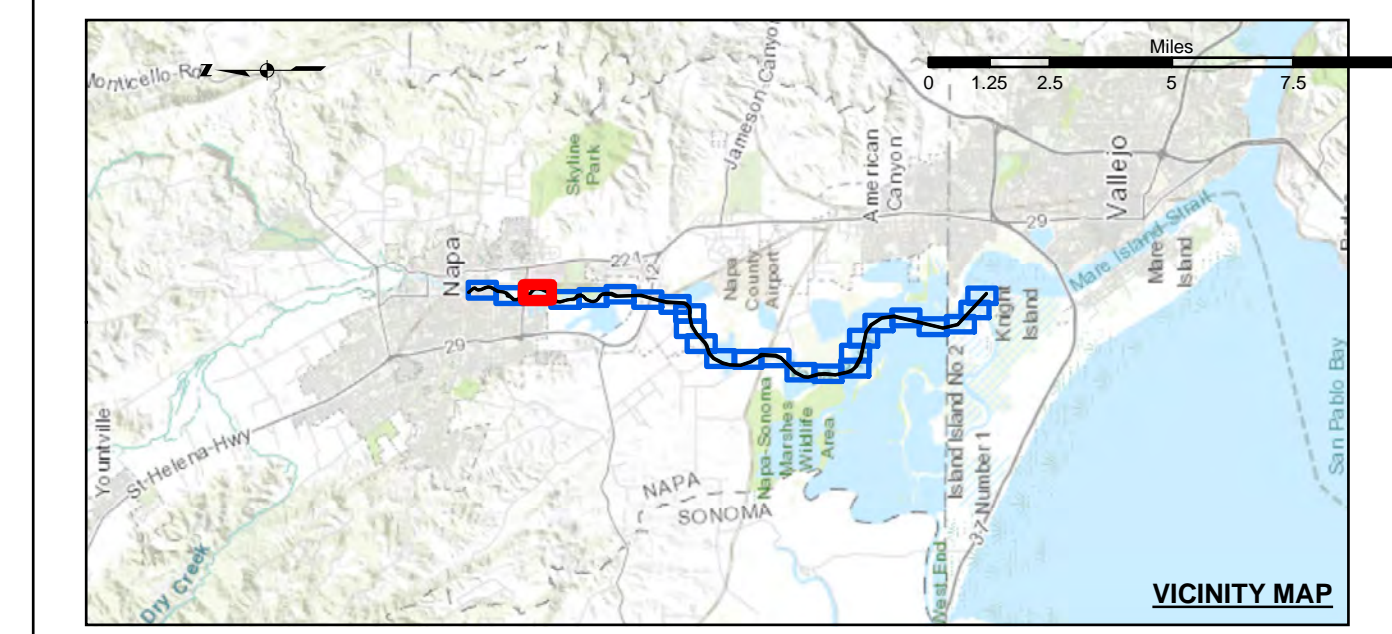 Miles
0 1.25 2.5 5 7.5
Z
Monticello-Rd
Jameson-Canyo
Skyline
Park
American
Canyon
Vallejo
Napa
221
12
29
Napa
County
Airport
Mare Island-Strait
Mare
Island
29
Knight
Island
Yountville
St-Helena-Hwy
Napa-Sonoma
Marshes
Wildlife
Area
Island Island No 2
37-Number 1
San Pablo Bay
NAPA
SONOMA
Dry Creek
West End
VICINITY MAP